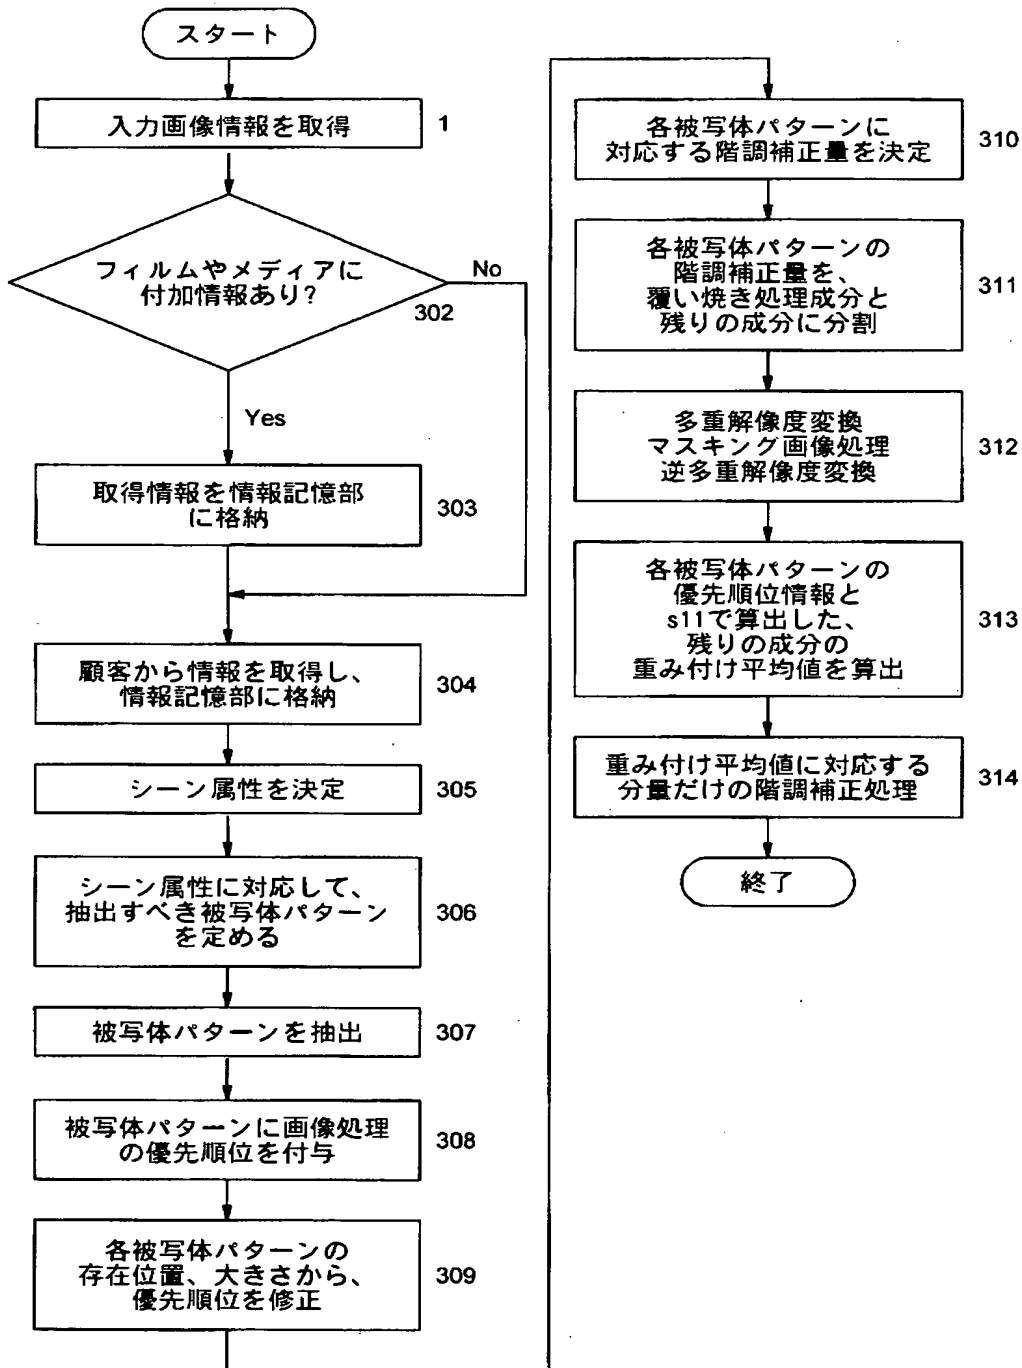 スタート
入力画像情報を取得
1
フィルムやメディアに
付加情報あり?
302
No
Yes
取得情報を情報記憶部
に格納
303
顧客から情報を取得し、
情報記憶部に格納
304
シーン属性を決定
305
シーン属性に対応して、
抽出すべき被写体パターン
を定める
306
被写体パターンを抽出
307
被写体パターンに画像処理
の優先順位を付与
308
各被写体パターンの
存在位置、大きさから、
優先順位を修正
309
各被写体パターンに
対応する階調補正量を決定
310
各被写体パターンの
階調補正量を、
覆い焼き処理成分と
残りの成分に分割
311
多重解像度変換
マスキング画像処理
逆多重解像度変換
312
各被写体パターンの
優先順位情報と
s11で算出した、
残りの成分の
重み付け平均値を算出
313
重み付け平均値に対応する
分量だけの階調補正処理
314
終了